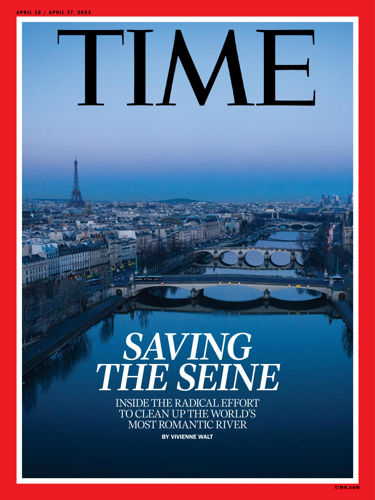 APRIL 10 / APRIL 17, 2023
TIME
SAVING
THE SEINE
INSIDE THE RADICAL EFFORT
TO CLEAN UP THE WORLD'S
MOST ROMANTIC RIVER
BY VIVIENNE WALT
time.com